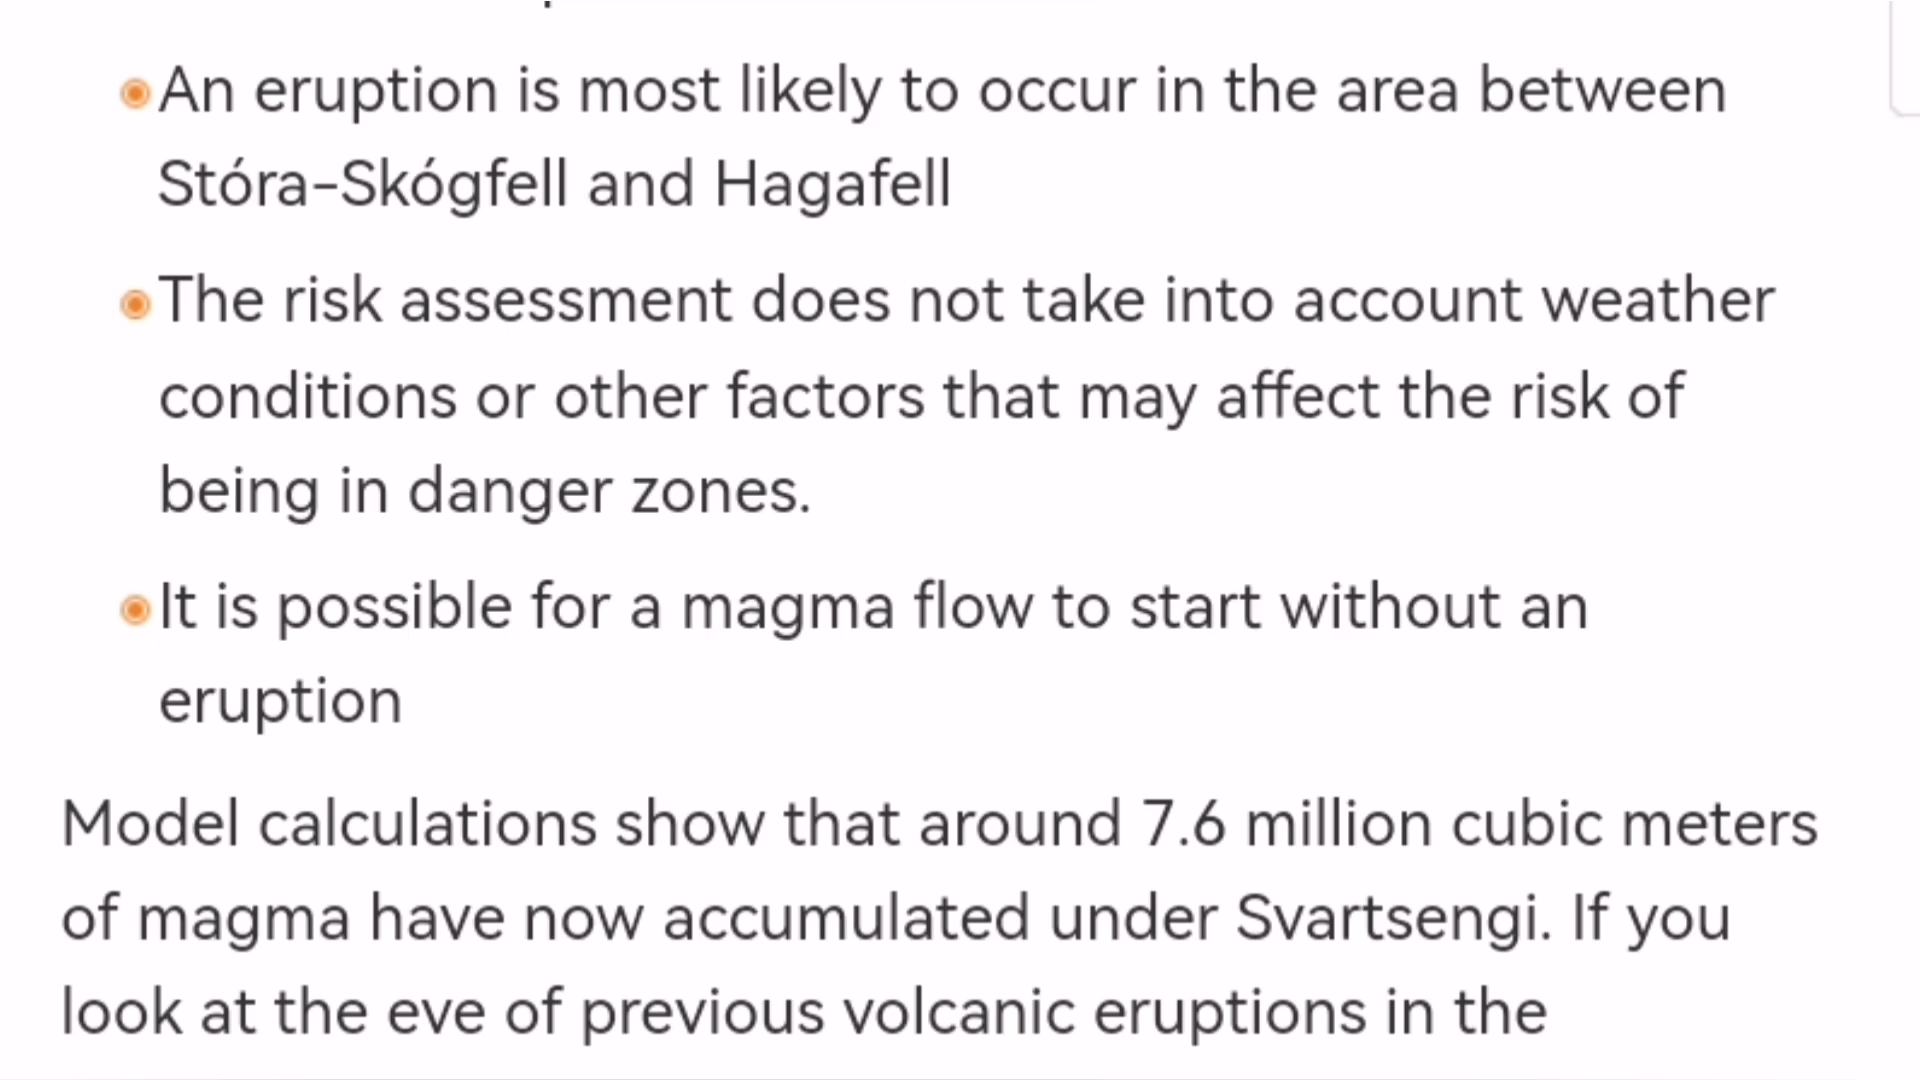 An eruption is most likely to occur in the area between
Stóra-Skógfell and Hagafell
The risk assessment does not take into account weather
conditions or other factors that may affect the risk of
being in danger zones.
It is possible for a magma flow to start without an
eruption
Model calculations show that around 7.6 million cubic meters
of magma have now accumulated under Svartsengi. If you
look at the eve of previous volcanic eruptions in the